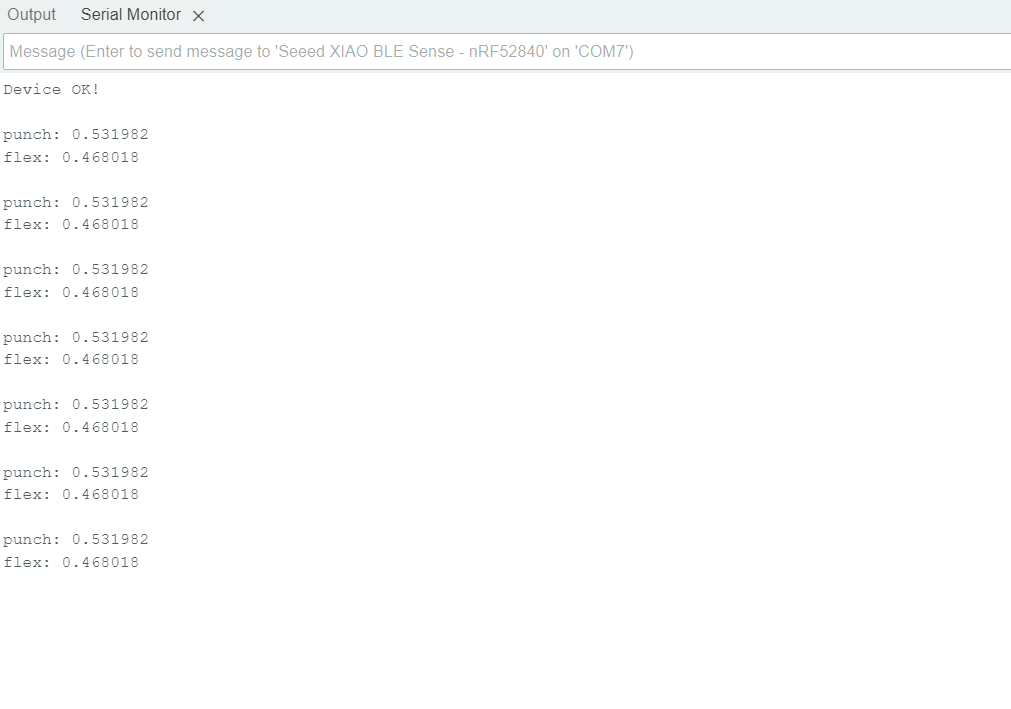 Output Serial Monitor
Message (Enter to send message to 'Seeed XIAO BLE Sense - nRF52840' on 'COM7')
Device OK!
punch: 0.531982
flex: 0.468018
punch: 0.531982
flex: 0.468018
punch: 0.531982
flex: 0.468018
punch: 0.531982
flex: 0.468018
punch: 0.531982
flex: 0.468018
punch: 0.531982
flex: 0.468018
punch: 0.531982
flex: 0.468018